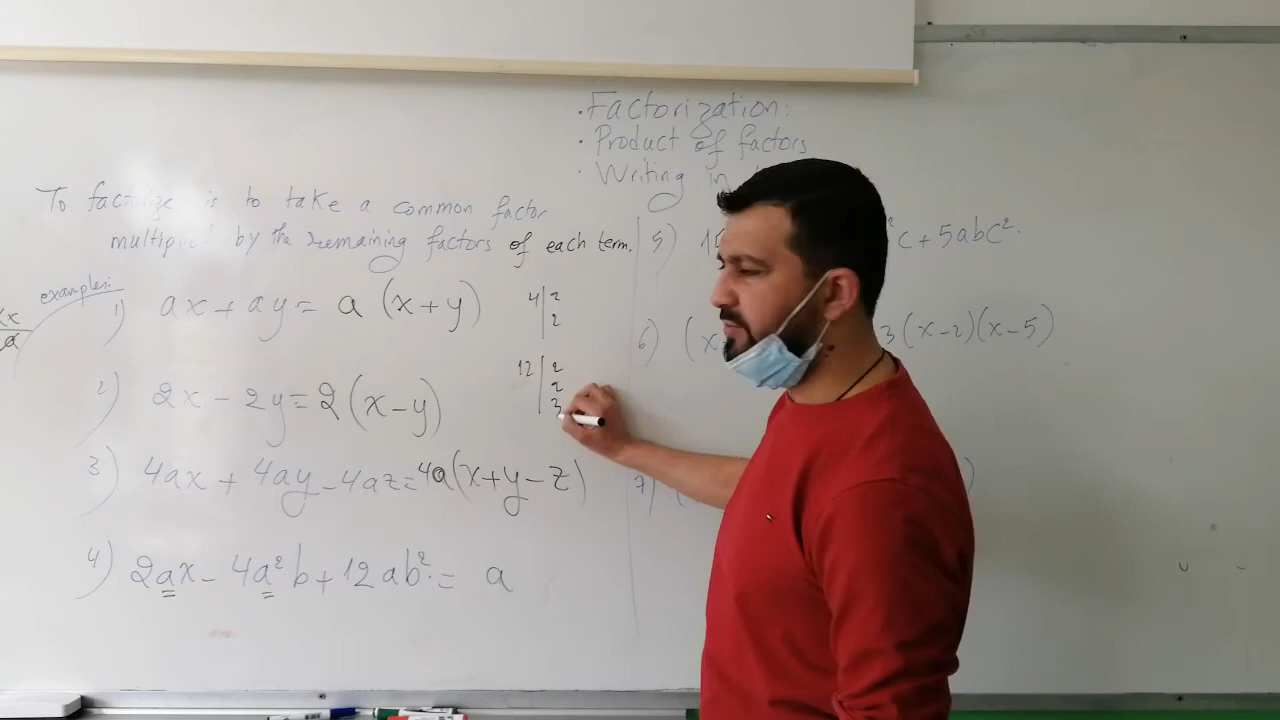 · Factorization:
· Product of factors
· Writing in
To factorize is to take a common factor
multiplied by the remaining factors of each term.
examples:
1) ax + ay = a (x+y)
2) 2x - 2y = 2 (x-y)
3) 4ax + 4ay - 4az = 4a(x+y-z)
4) 2ax - 4a²b + 12ab² = a
4 | 2
2
12 | 2
2
3
5) c + 5abc².
6) (x 3(x-2)(x-5)
7) (